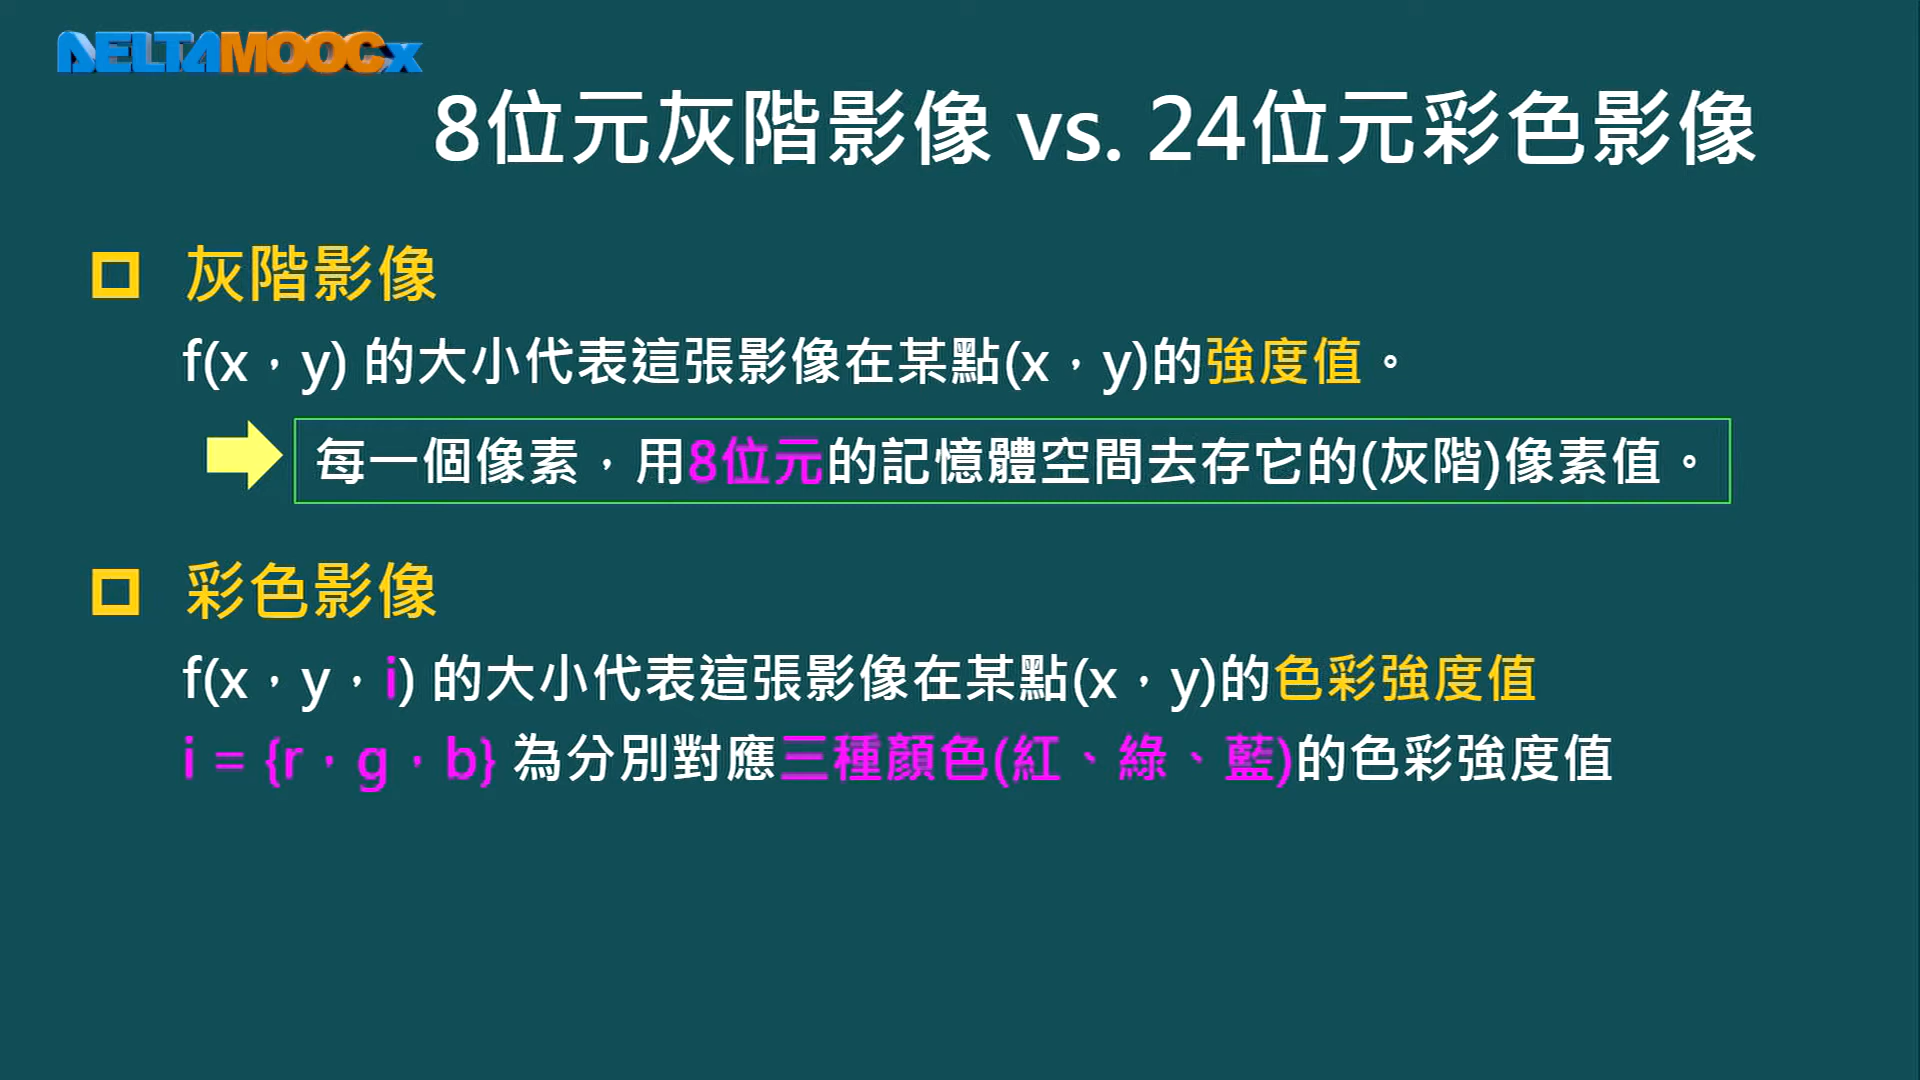 DELTAMOOCx
8位元灰階影像 vs. 24位元彩色影像
灰階影像
f(x，y) 的大小代表這張影像在某點(x，y)的強度值。
每一個像素，用8位元的記憶體空間去存它的(灰階)像素值。
彩色影像
f(x，y，i) 的大小代表這張影像在某點(x，y)的色彩強度值
i = {r，g，b} 為分別對應三種顏色(紅、綠、藍)的色彩強度值